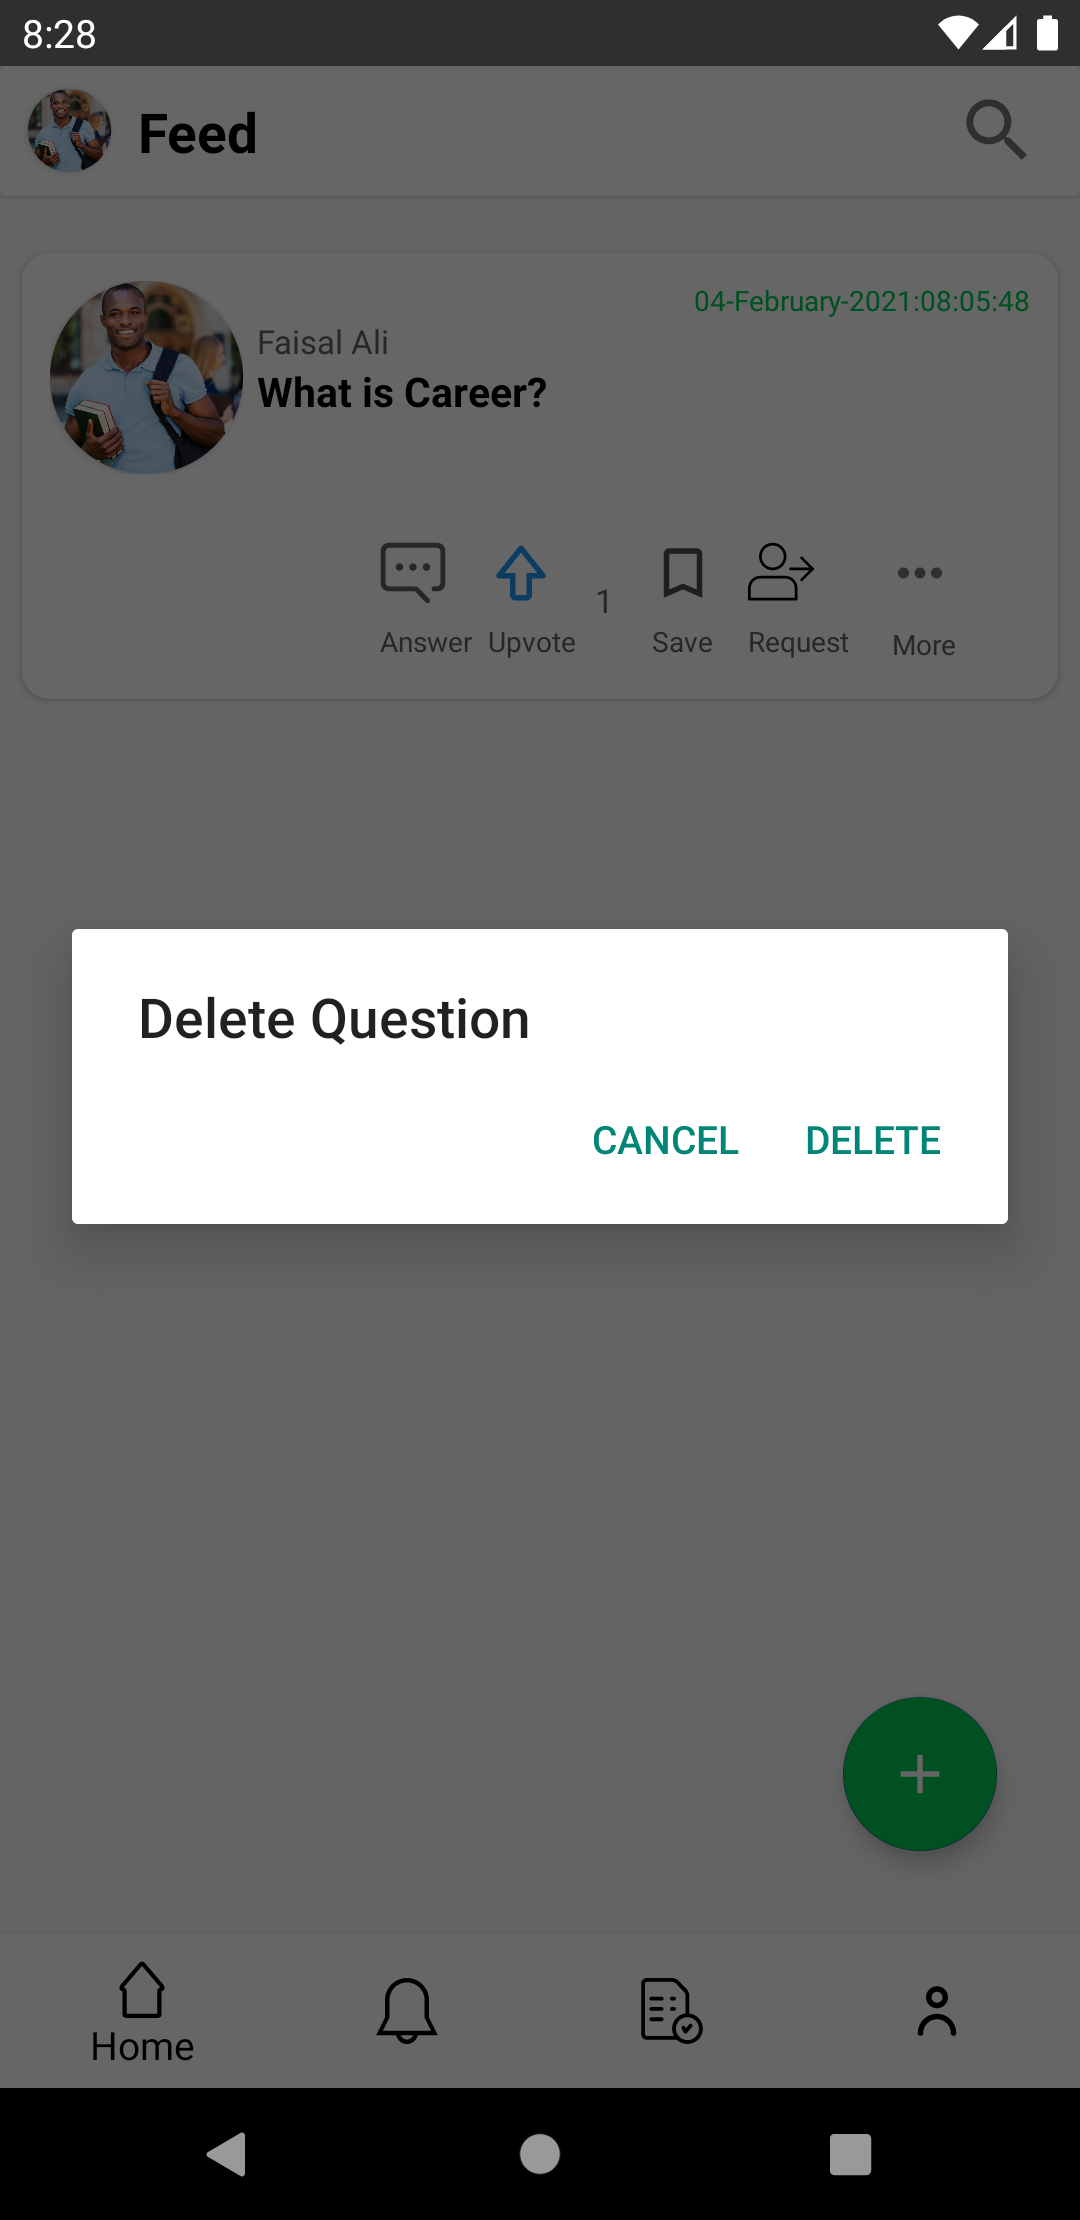 8:28
Feed
04-February-2021:08:05:48
Faisal Ali
What is Career?
1
Answer Upvote Save Request More
Delete Question
CANCEL DELETE
Home